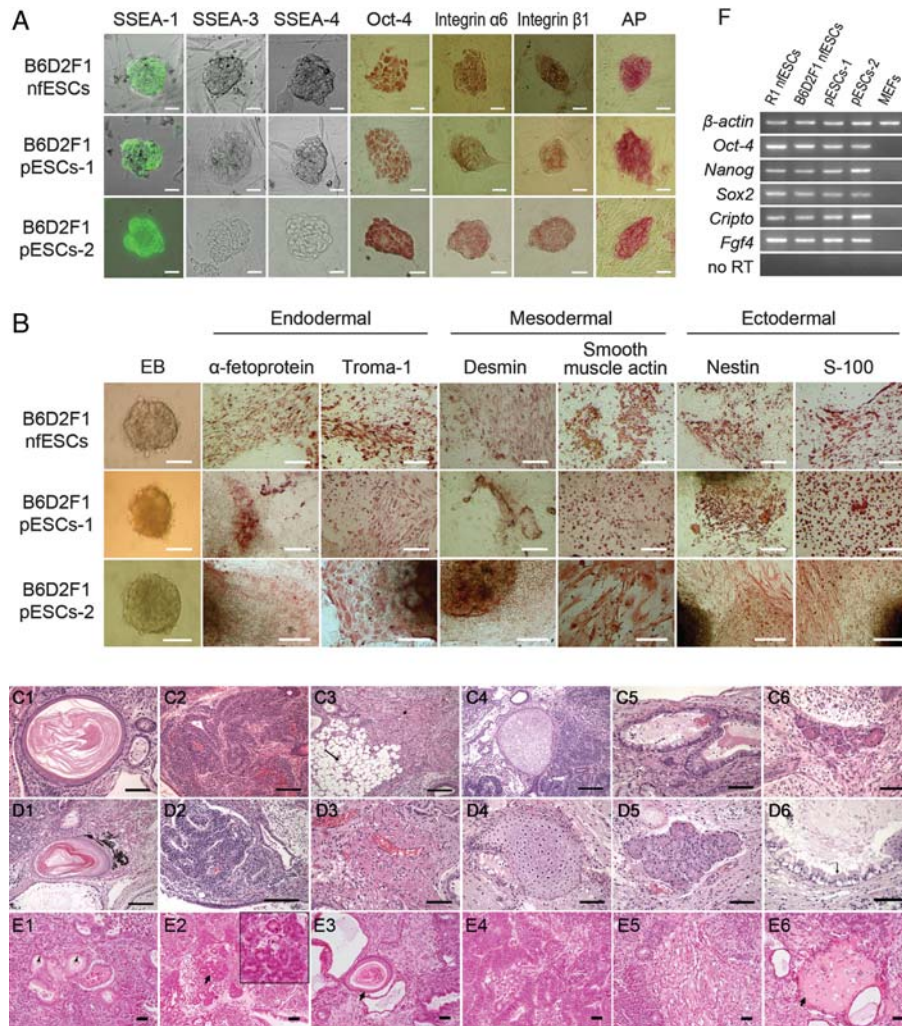 A
SSEA-1 SSEA-3 SSEA-4 Oct-4 Integrin α6 Integrin β1 AP
B6D2F1
nfESCs
B6D2F1
pESCs-1
B6D2F1
pESCs-2
F
R1 nfESCs
B6D2F1 nfESCs
pESCs-1
pESCs-2
MEFs
β-actin
Oct-4
Nanog
Sox2
Cripto
Fgf4
no RT
B
Endodermal Mesodermal Ectodermal
EB α-fetoprotein Troma-1 Desmin Smooth
muscle actin Nestin S-100
B6D2F1
nfESCs
B6D2F1
pESCs-1
B6D2F1
pESCs-2
C1 C2 C3 C4 C5 C6
D1 D2 D3 D4 D5 D6
E1 E2 E3 E4 E5 E6